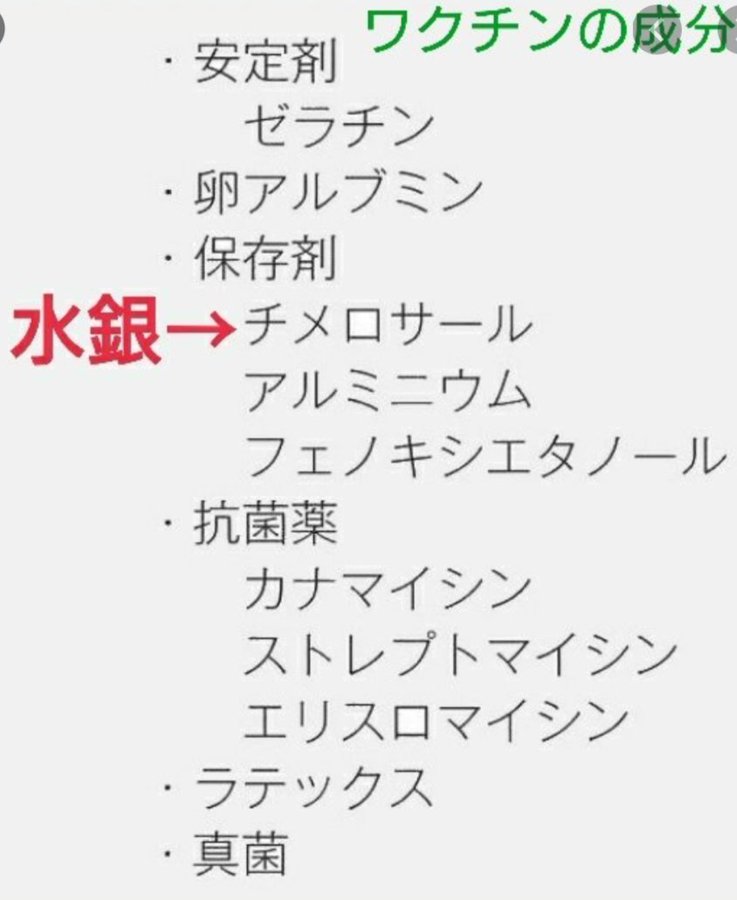 ワクチンの成分
・安定剤
ゼラチン
・卵アルブミン
・保存剤
水銀→チメロサール
アルミニウム
フェノキシエタノール
・抗菌薬
カナマイシン
ストレプトマイシン
エリスロマイシン
・ラテックス
・真菌